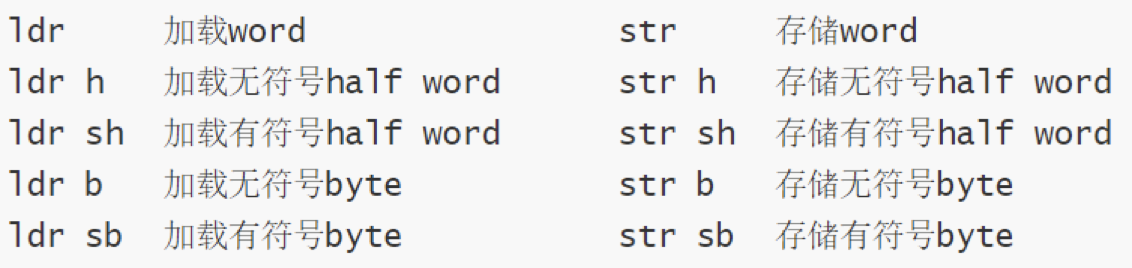 ldr 加载word str 存储word
ldr h 加载无符号half word str h 存储无符号half word
ldr sh 加载有符号half word str sh 存储有符号half word
ldr b 加载无符号byte str b 存储无符号byte
ldr sb 加载有符号byte str sb 存储有符号byte